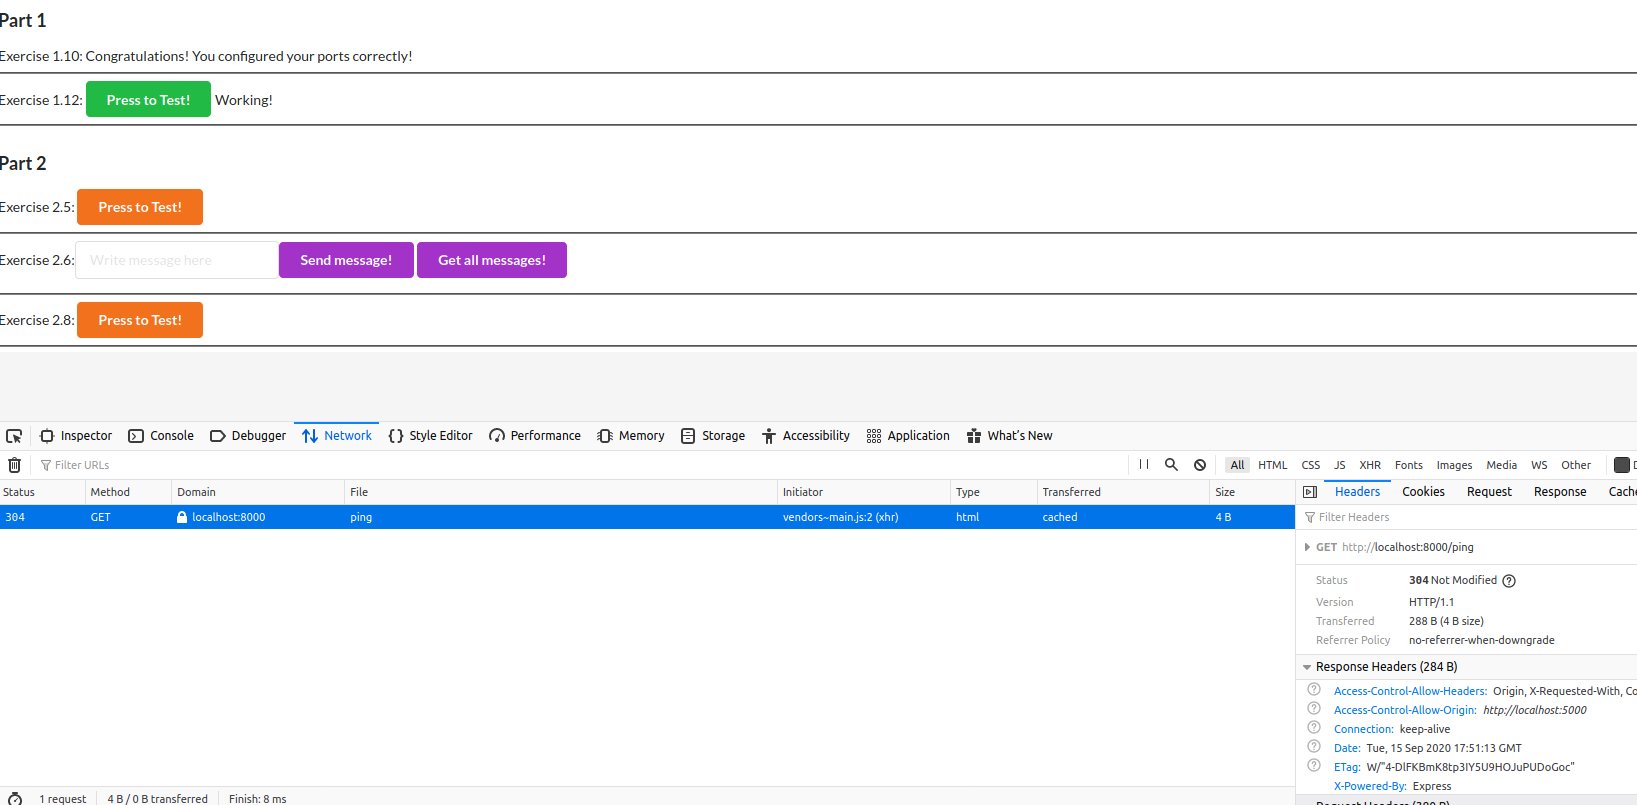 Part 1
Exercise 1.10: Congratulations! You configured your ports correctly!
Exercise 1.12: Press to Test! Working!
Part 2
Exercise 2.5: Press to Test!
Exercise 2.6: Write message here Send message! Get all messages!
Exercise 2.8: Press to Test!
Inspector Console Debugger Network Style Editor Performance Memory Storage Accessibility Application What's New
Filter URLs All HTML CSS JS XHR Fonts Images Media WS Other
Status Method Domain File Initiator Type Transferred Size
304 GET localhost:8000 ping vendors~main.js:2 (xhr) html cached 4 B
Headers Cookies Request Response Cache
Filter Headers
GET http://localhost:8000/ping
Status 304 Not Modified
Version HTTP/1.1
Transferred 288 B (4 B size)
Referrer Policy no-referrer-when-downgrade
Response Headers (284 B)
Access-Control-Allow-Headers: Origin, X-Requested-With, Co
Access-Control-Allow-Origin: http://localhost:5000
Connection: keep-alive
Date: Tue, 15 Sep 2020 17:51:13 GMT
ETag: W/"4-DlFKBmK8tp3IY5U9HOJuPUDoGoc"
X-Powered-By: Express
1 request 4 B / 0 B transferred Finish: 8 ms